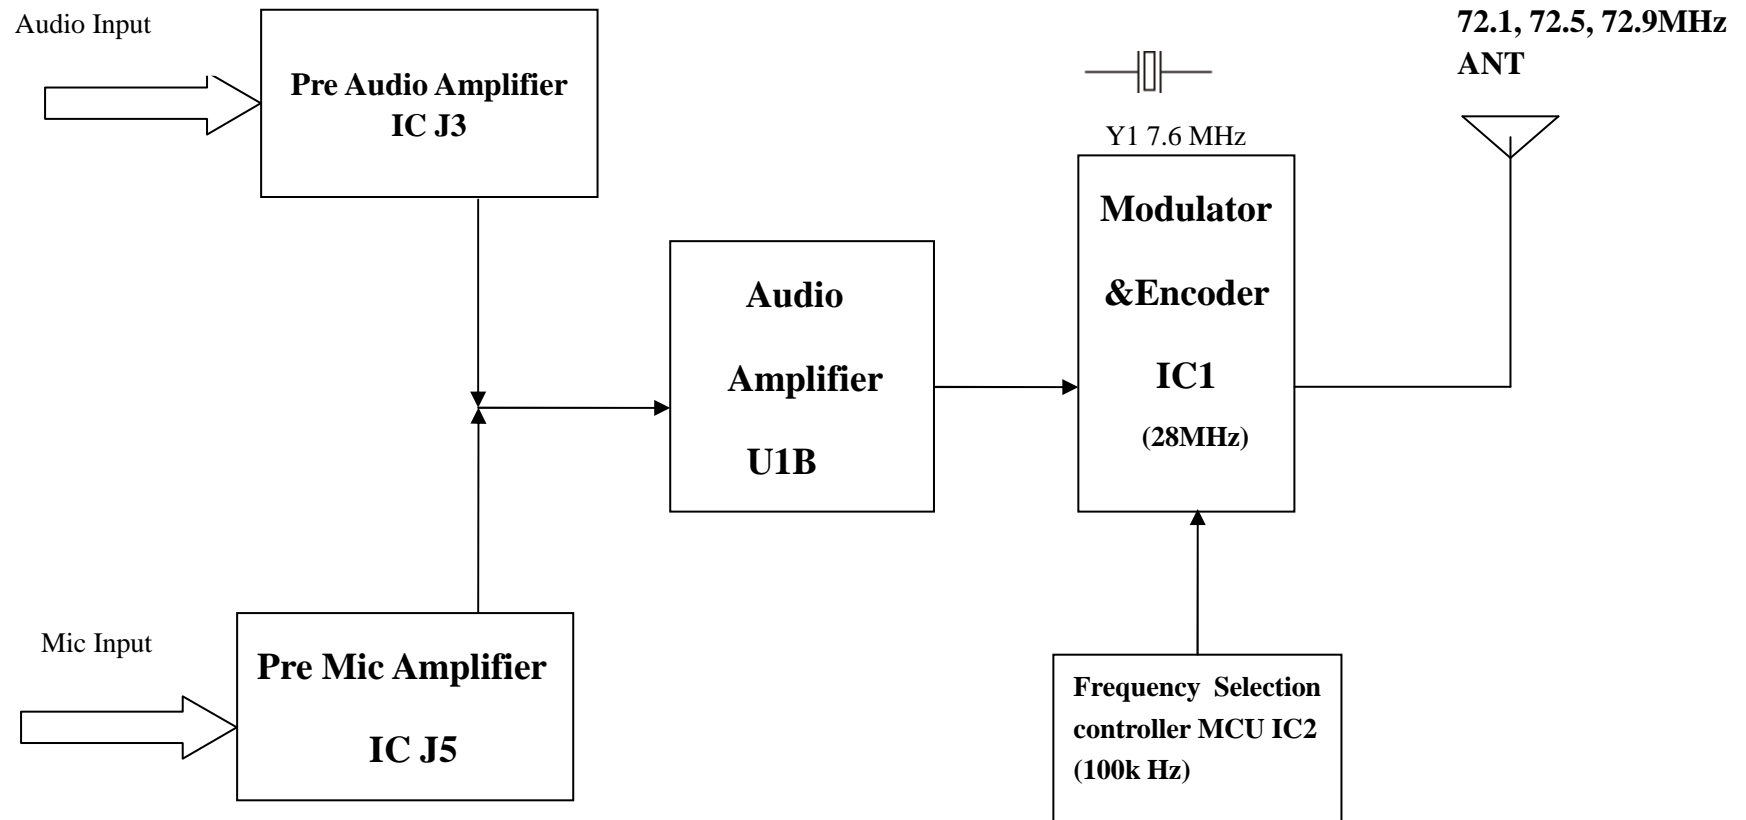 Audio Input
Pre Audio Amplifier
IC J3
72.1, 72.5, 72.9MHz
ANT
Y1 7.6 MHz
Modulator
&Encoder
IC1
(28MHz)
Audio
Amplifier
U1B
Mic Input
Pre Mic Amplifier
IC J5
Frequency Selection
controller MCU IC2
(100k Hz)